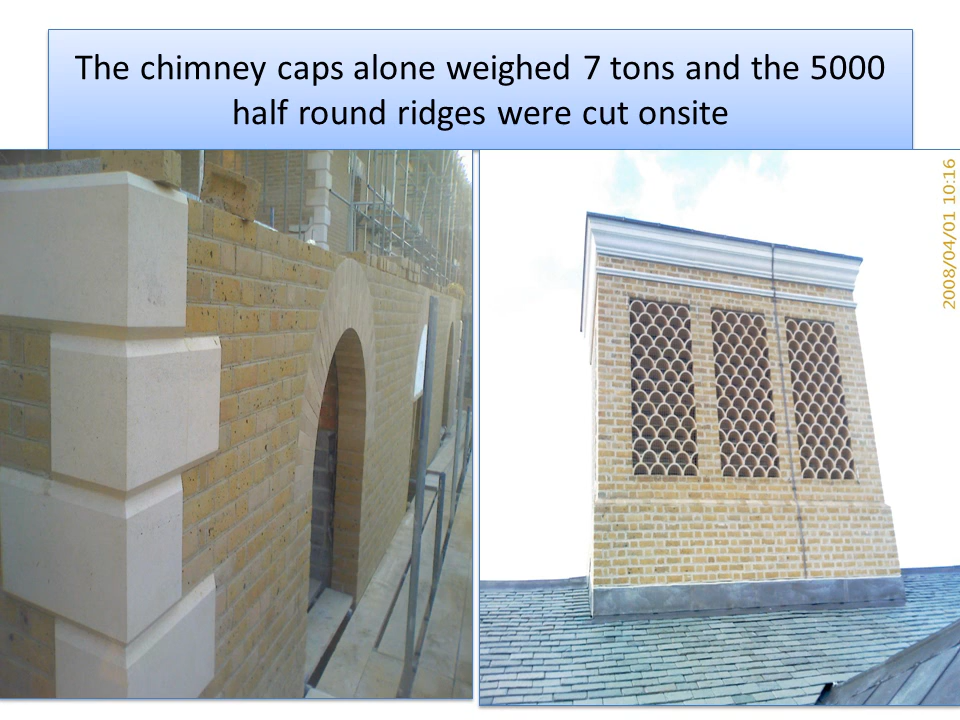 The chimney caps alone weighed 7 tons and the 5000
half round ridges were cut onsite
2008/04/01 10:16